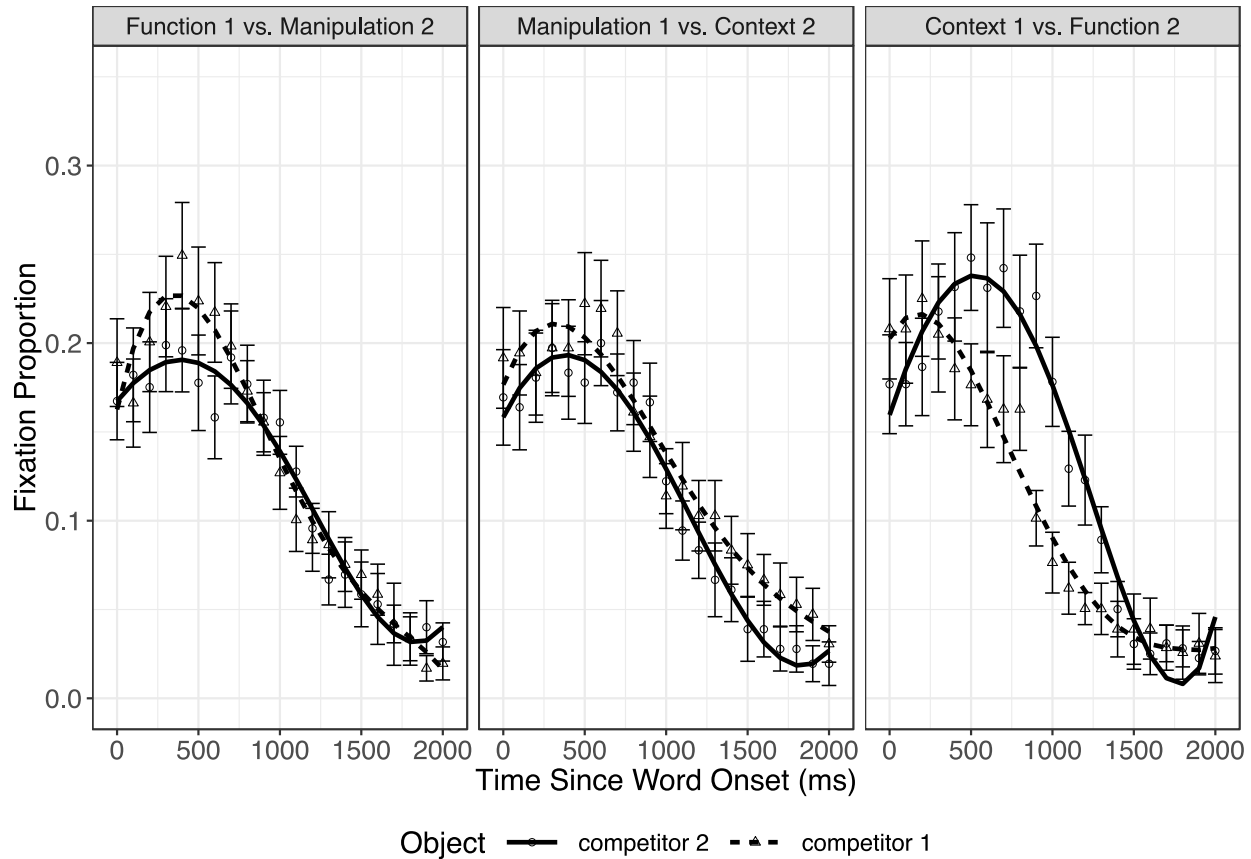 Function 1 vs. Manipulation 2
Manipulation 1 vs. Context 2
Context 1 vs. Function 2
Fixation Proportion
0.3
0.2
0.1
0.0
0 500 1000 1500 2000
0 500 1000 1500 2000
0 500 1000 1500 2000
Time Since Word Onset (ms)
Object competitor 2 competitor 1